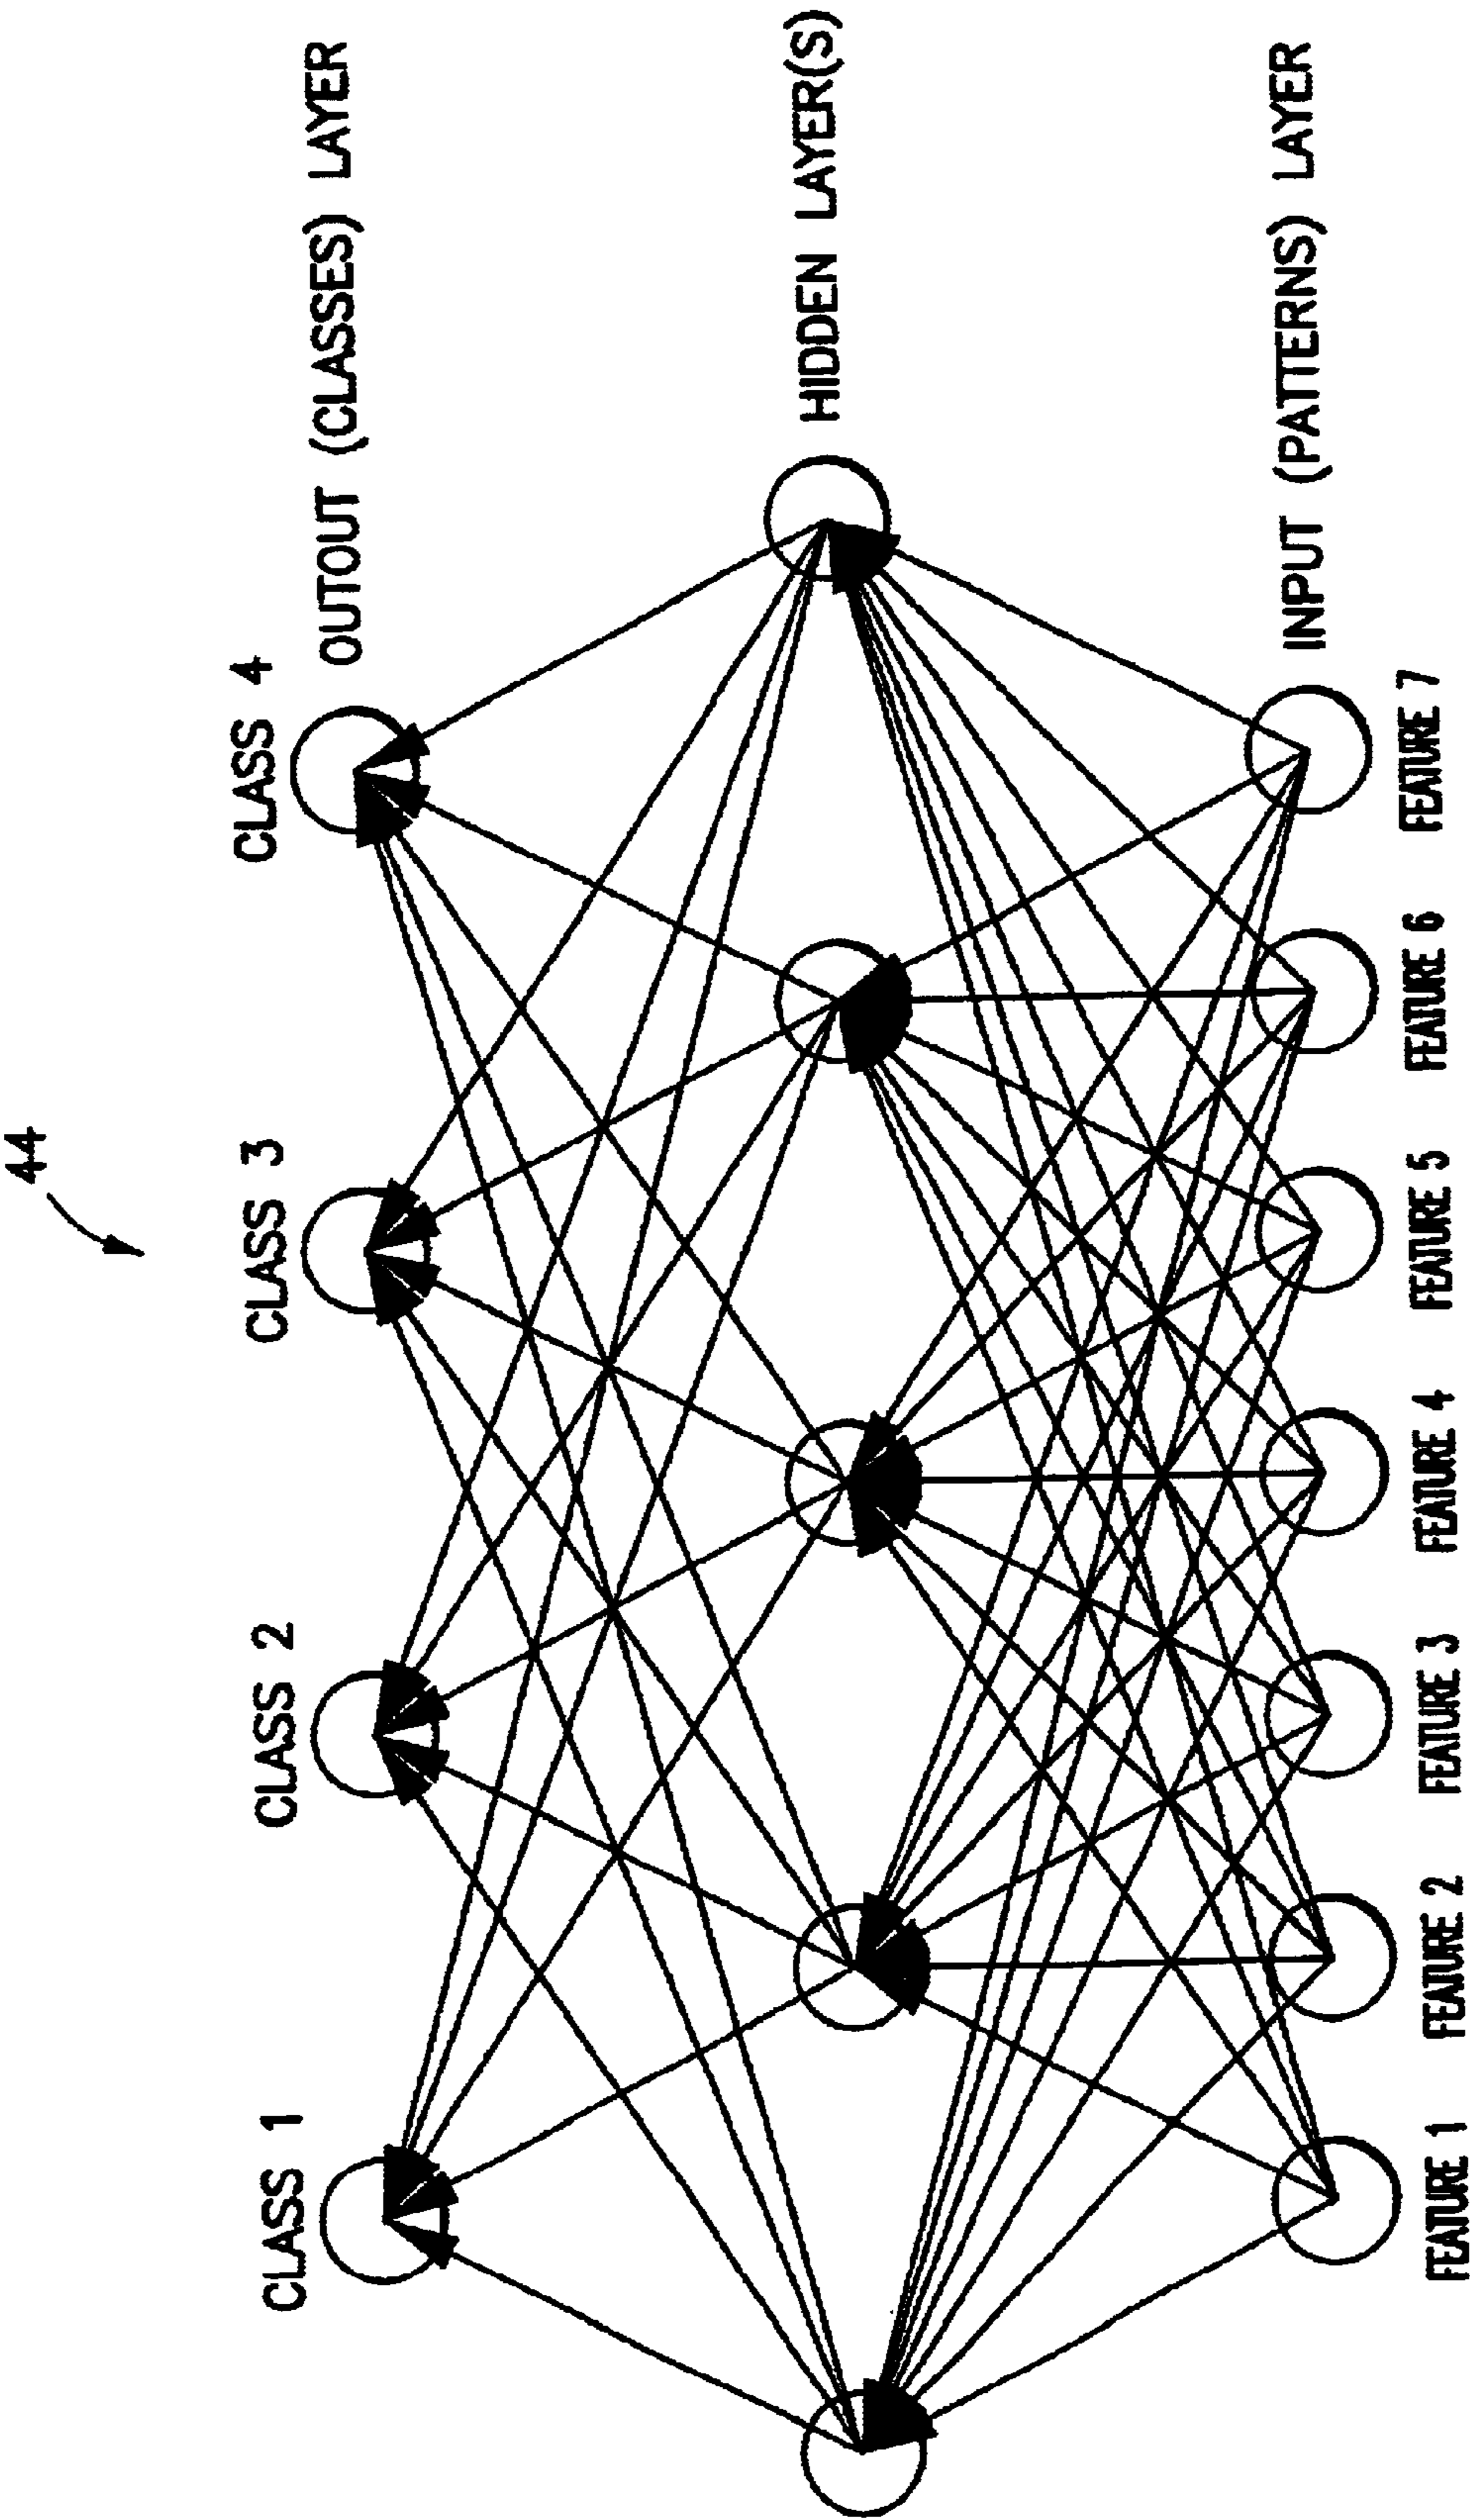 44
CLASS 1
CLASS 2
CLASS 3
CLASS 4
OUTOUT (CLASSES) LAYER
HIDDEN LAYER(S)
INPUT (PATTERNS) LAYER
FEATURE 1
FEATURE 2
FEATURE 3
FEATURE 4
FEATURE 5
FEATURE 6
FEATURE 7